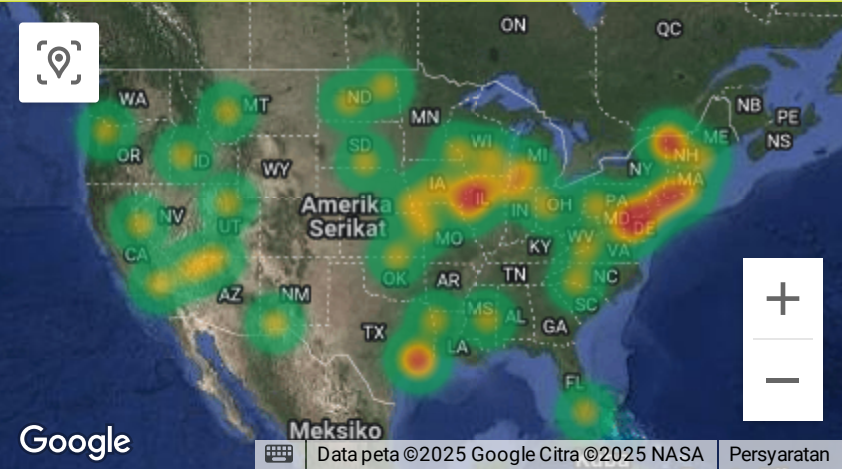 ON
QC
WA
MT
ND
MN
NB
PE
ME
NS
OR
ID
SD
WI
MI
NH
NY
WY
MA
IA
IL
Amerika
Serikat
NV
UT
IN
OH
PA
MD
DE
MO
KY
WV
VA
CA
OK
AR
TN
NC
AZ
NM
SC
MS
AL
GA
TX
LA
FL
Meksiko
Google
Data peta ©2025 Google Citra ©2025 NASA
Persyaratan
Kuba